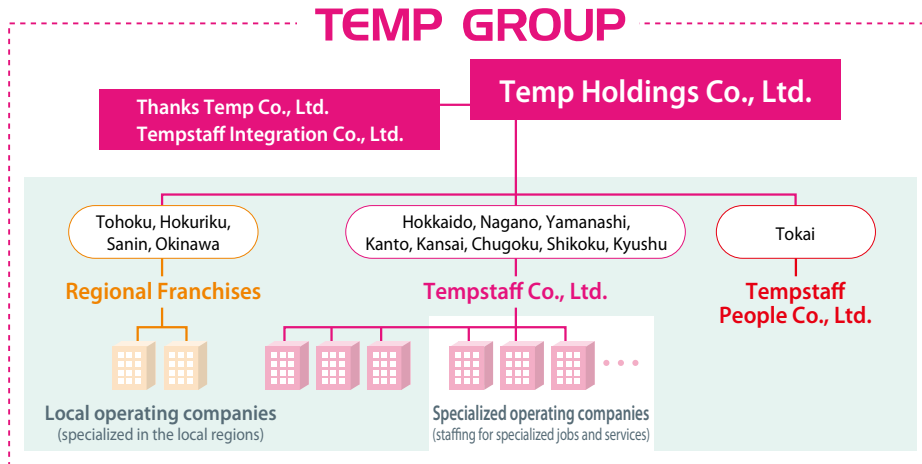 TEMP GROUP
Temp Holdings Co., Ltd.
Thanks Temp Co., Ltd.
Tempstaff Integration Co., Ltd.
Tohoku, Hokuriku,
Sanin, Okinawa
Hokkaido, Nagano, Yamanashi,
Kanto, Kansai, Chugoku, Shikoku, Kyushu
Tokai
Regional Franchises
Tempstaff Co., Ltd.
Tempstaff
People Co., Ltd.
Local operating companies
(specialized in the local regions)
Specialized operating companies
(staffing for specialized jobs and services)